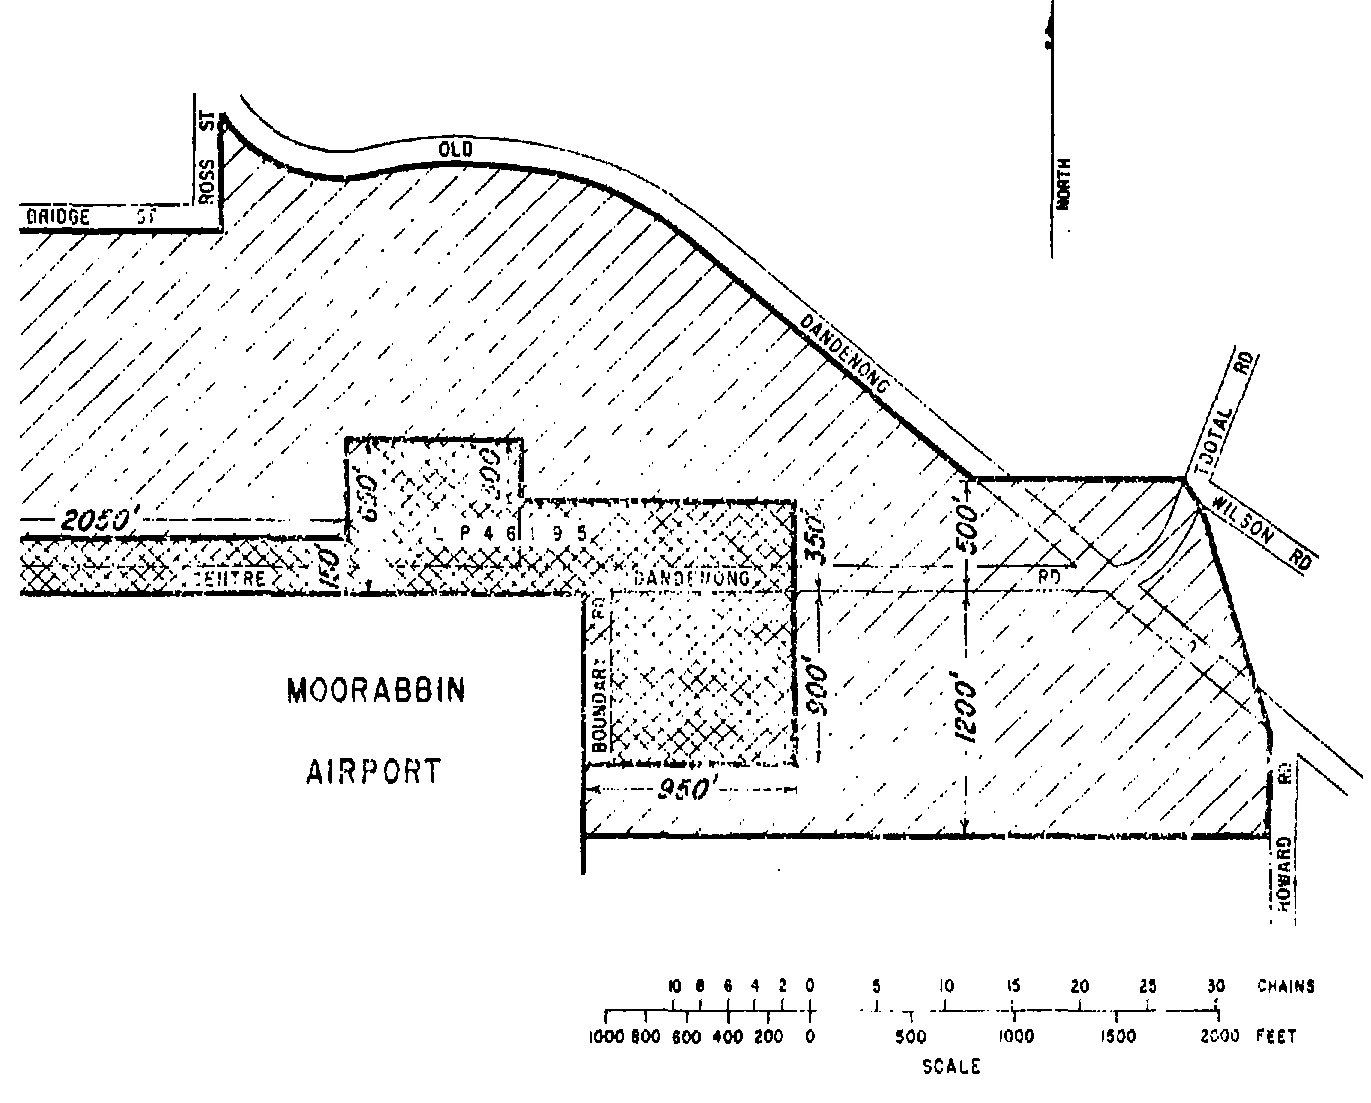 ROSS ST
OLD
NORTH
BRIDGE ST
DANDENONG
TOOTAL RD
WILSON RD
650'
2050'
L P 4 6 1 9 5
150'
350'
500'
DANDENONG
RD
BOUNDARY RD
900'
1200'
MOORABBIN
AIRPORT
950'
HOWARD RD
10 8 6 4 2 0 5 10 15 20 25 30 CHAINS
1000 800 600 400 200 0 500 1000 1500 2000 FEET
SCALE